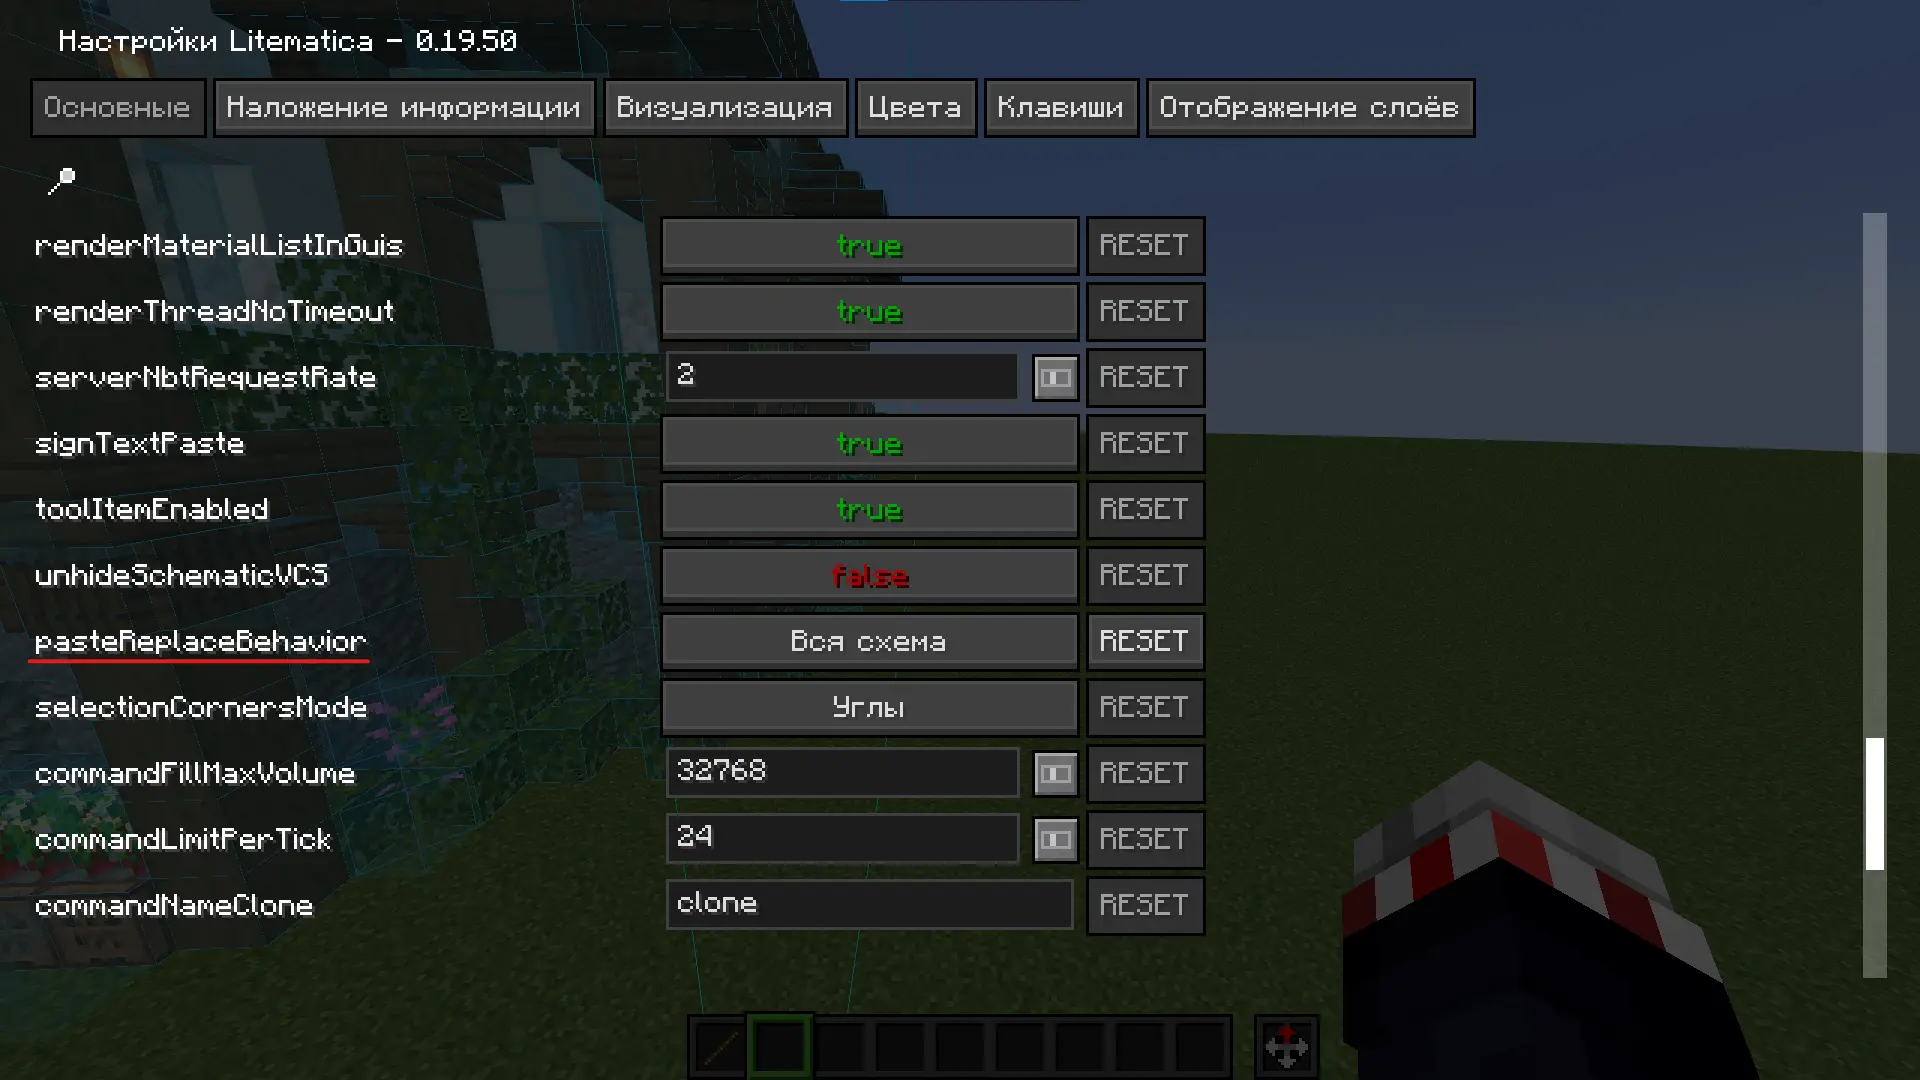 Настройки Litematica - 0.19.50
Основные Наложение информации Визуализация Цвета Клавиши Отображение слоёв
renderMaterialListInGuis true RESET
renderThreadNoTimeout true RESET
serverNbtRequestRate 2 RESET
signTextPaste true RESET
toolItemEnabled true RESET
unhideSchematicVCS false RESET
pasteReplaceBehavior Вся схема RESET
selectionCornersMode Углы RESET
commandFillMaxVolume 32768 RESET
commandLimitPerTick 24 RESET
commandNameClone clone RESET